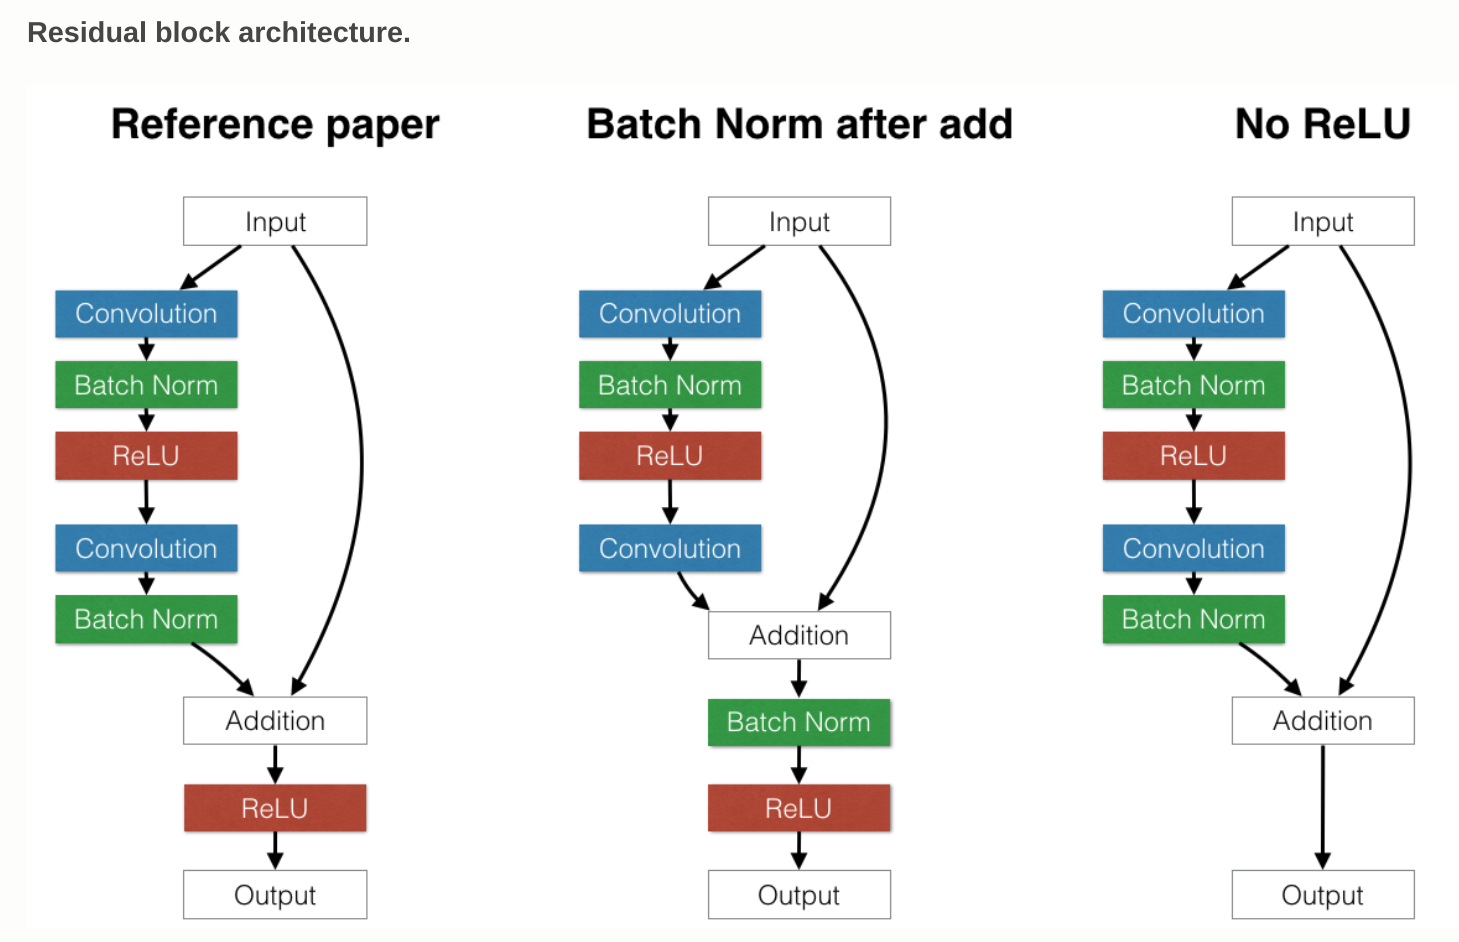 Residual block architecture.
Reference paper
Input
Convolution
Batch Norm
ReLU
Convolution
Batch Norm
Addition
ReLU
Output
Batch Norm after add
Input
Convolution
Batch Norm
ReLU
Convolution
Addition
Batch Norm
ReLU
Output
No ReLU
Input
Convolution
Batch Norm
ReLU
Convolution
Batch Norm
Addition
Output